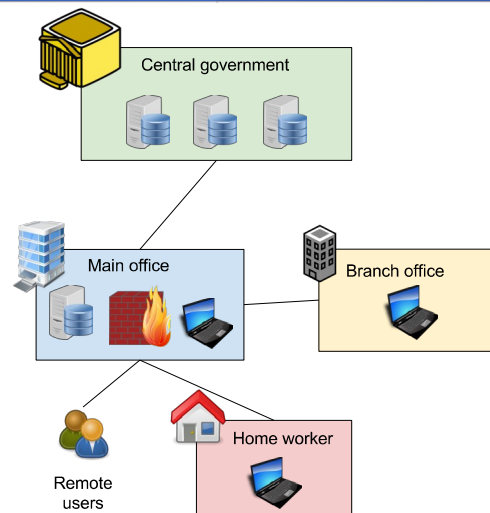 Central government
Main office
Branch office
Home worker
Remote
users